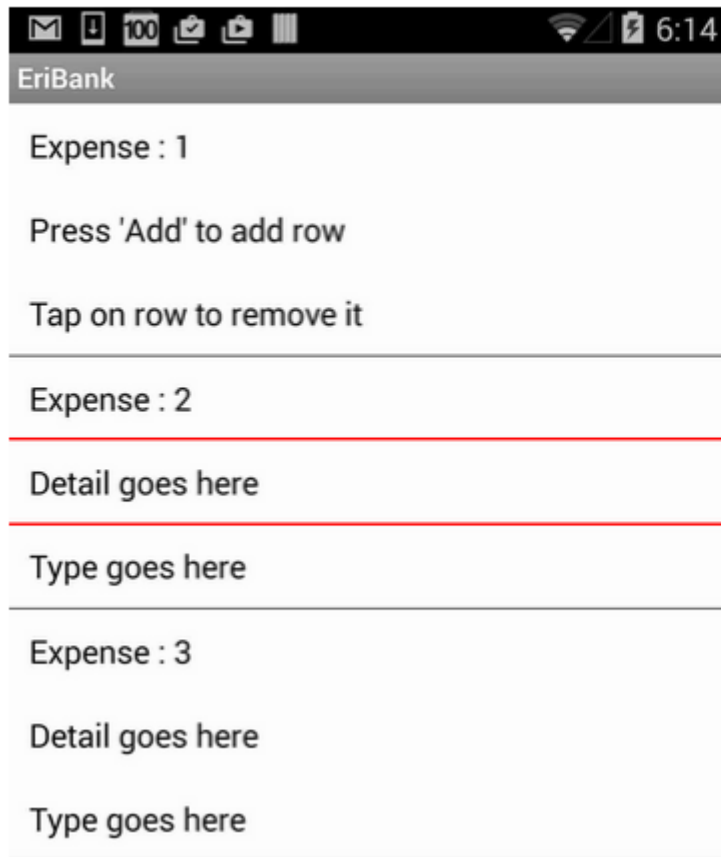 100 6:14
EriBank
Expense : 1
Press 'Add' to add row
Tap on row to remove it
Expense : 2
Detail goes here
Type goes here
Expense : 3
Detail goes here
Type goes here